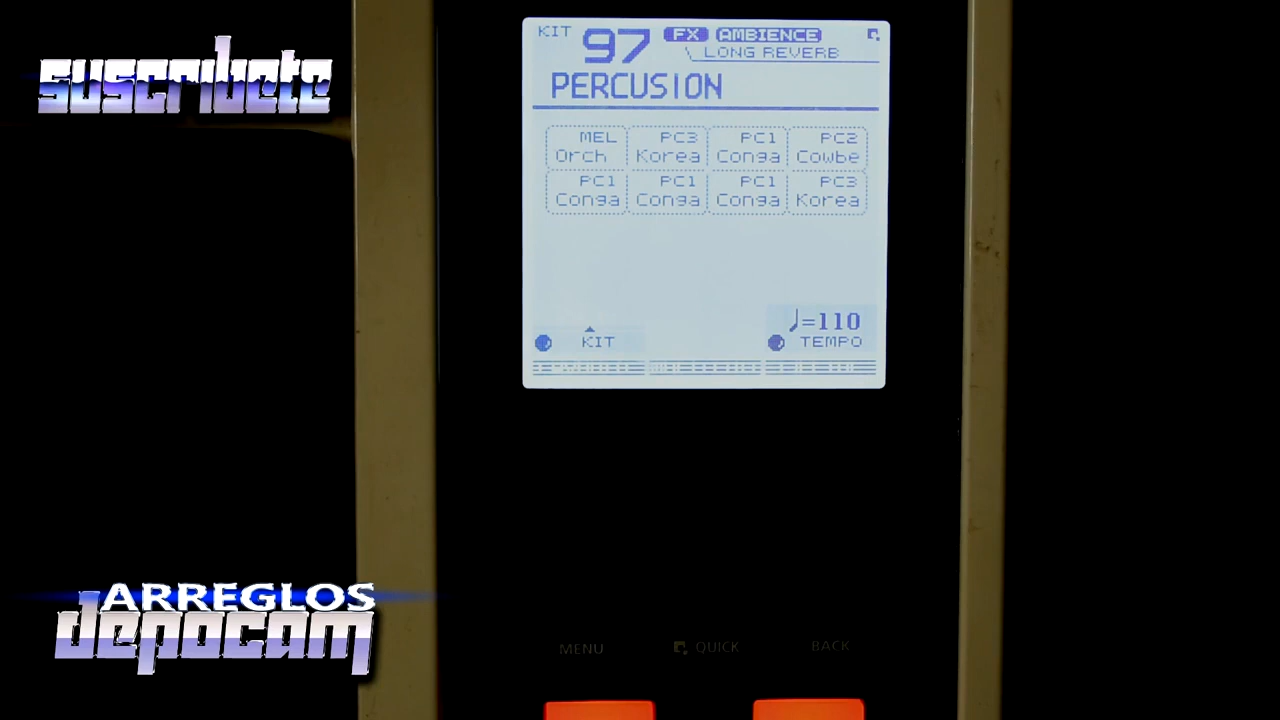 suscribete
KIT 97 FX AMBIENCE
LONG REVERB
PERCUSION
MEL PC3 PC1 PC2
Orch Korea Conga Cowbe
PC1 PC1 PC1 PC3
Conga Conga Conga Korea
♩=110
KIT TEMPO
ARREGLOS
depocam
MENU QUICK BACK